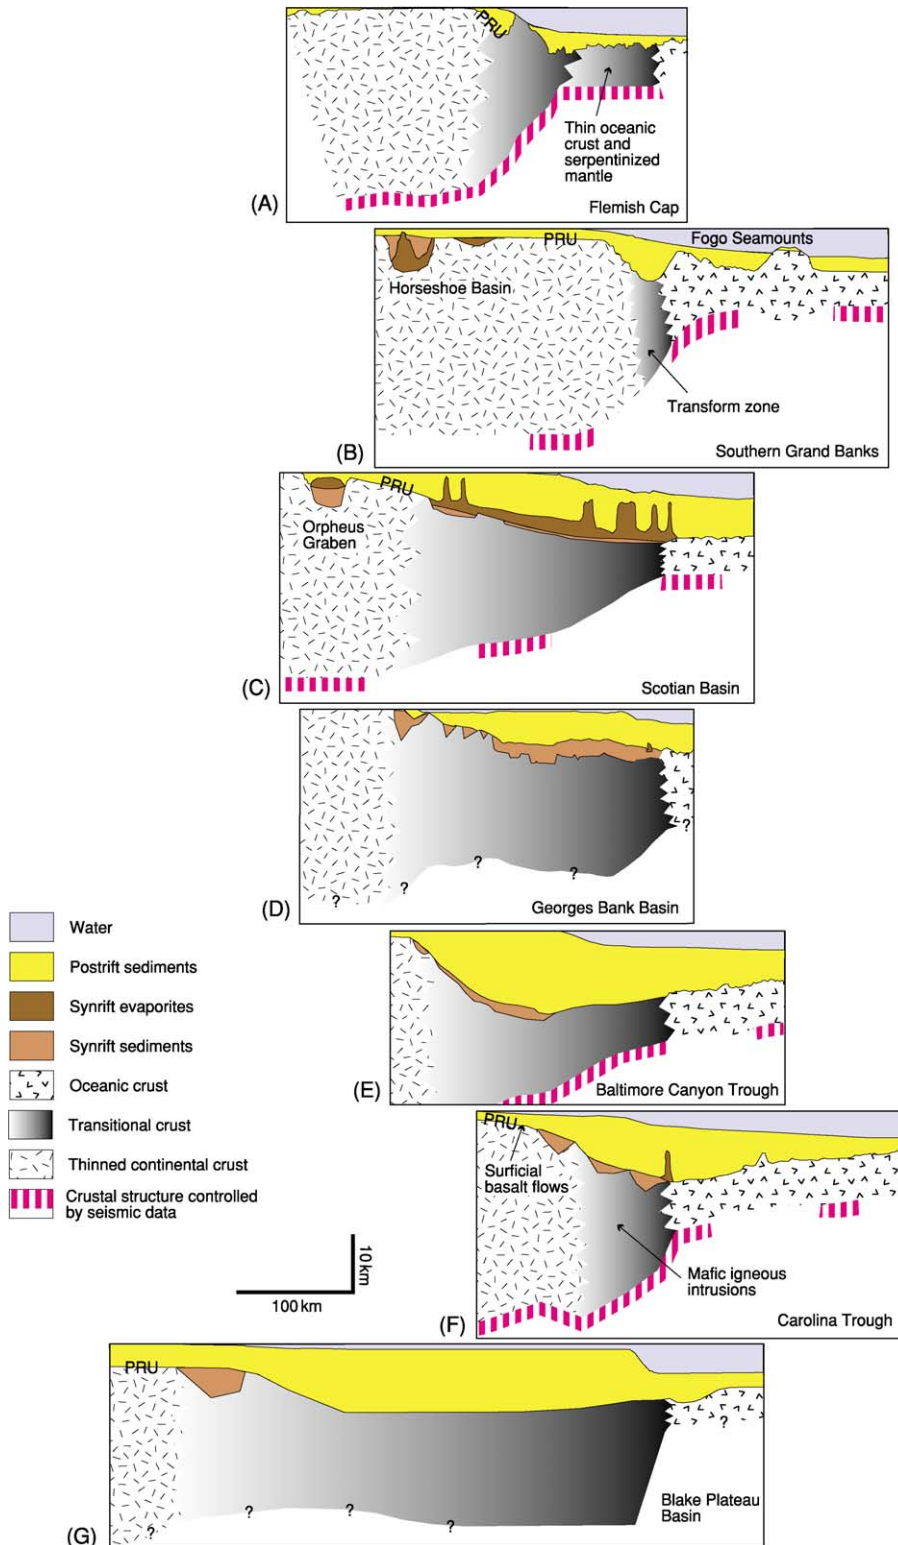 PRU
Thin oceanic
crust and
serpentinized
mantle
(A)
Flemish Cap
PRU
Fogo Seamounts
Horseshoe Basin
Transform zone
(B)
Southern Grand Banks
PRU
Orpheus
Graben
(C)
Scotian Basin
?
?
?
?
?
(D)
Georges Bank Basin
Water
Postrift sediments
Synrift evaporites
Synrift sediments
Oceanic crust
Transitional crust
Thinned continental crust
Crustal structure controlled
by seismic data
(E)
Baltimore Canyon Trough
PRU
Surficial
basalt flows
Mafic igneous
intrusions
(F)
Carolina Trough
10 km
100 km
PRU
?
?
?
?
?
Blake Plateau
Basin
(G)